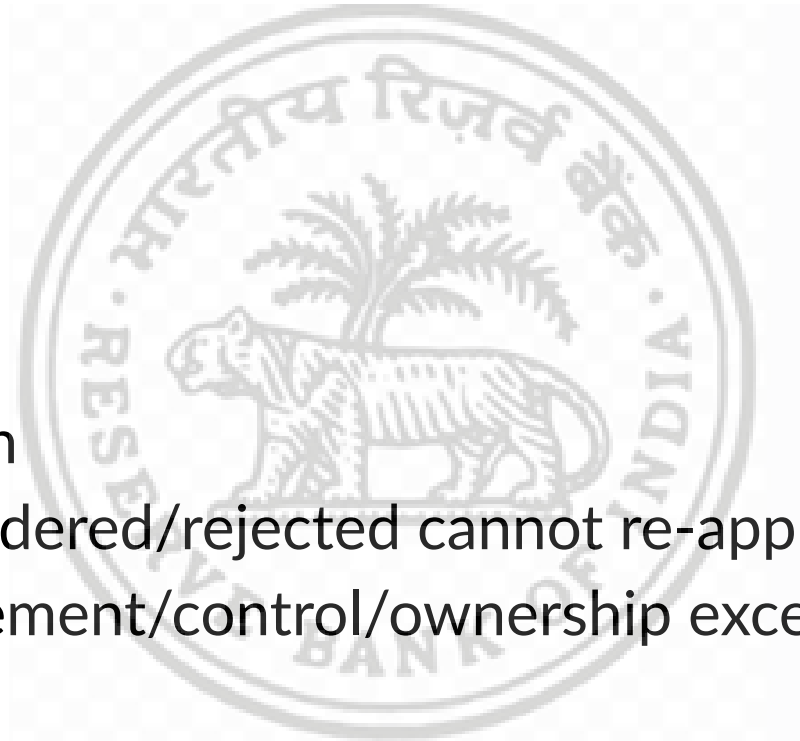 भारतीय रिज़र्व बैंक
RESERVE BANK OF INDIA
n
dered/rejected cannot re-app
ement/control/ownership exce